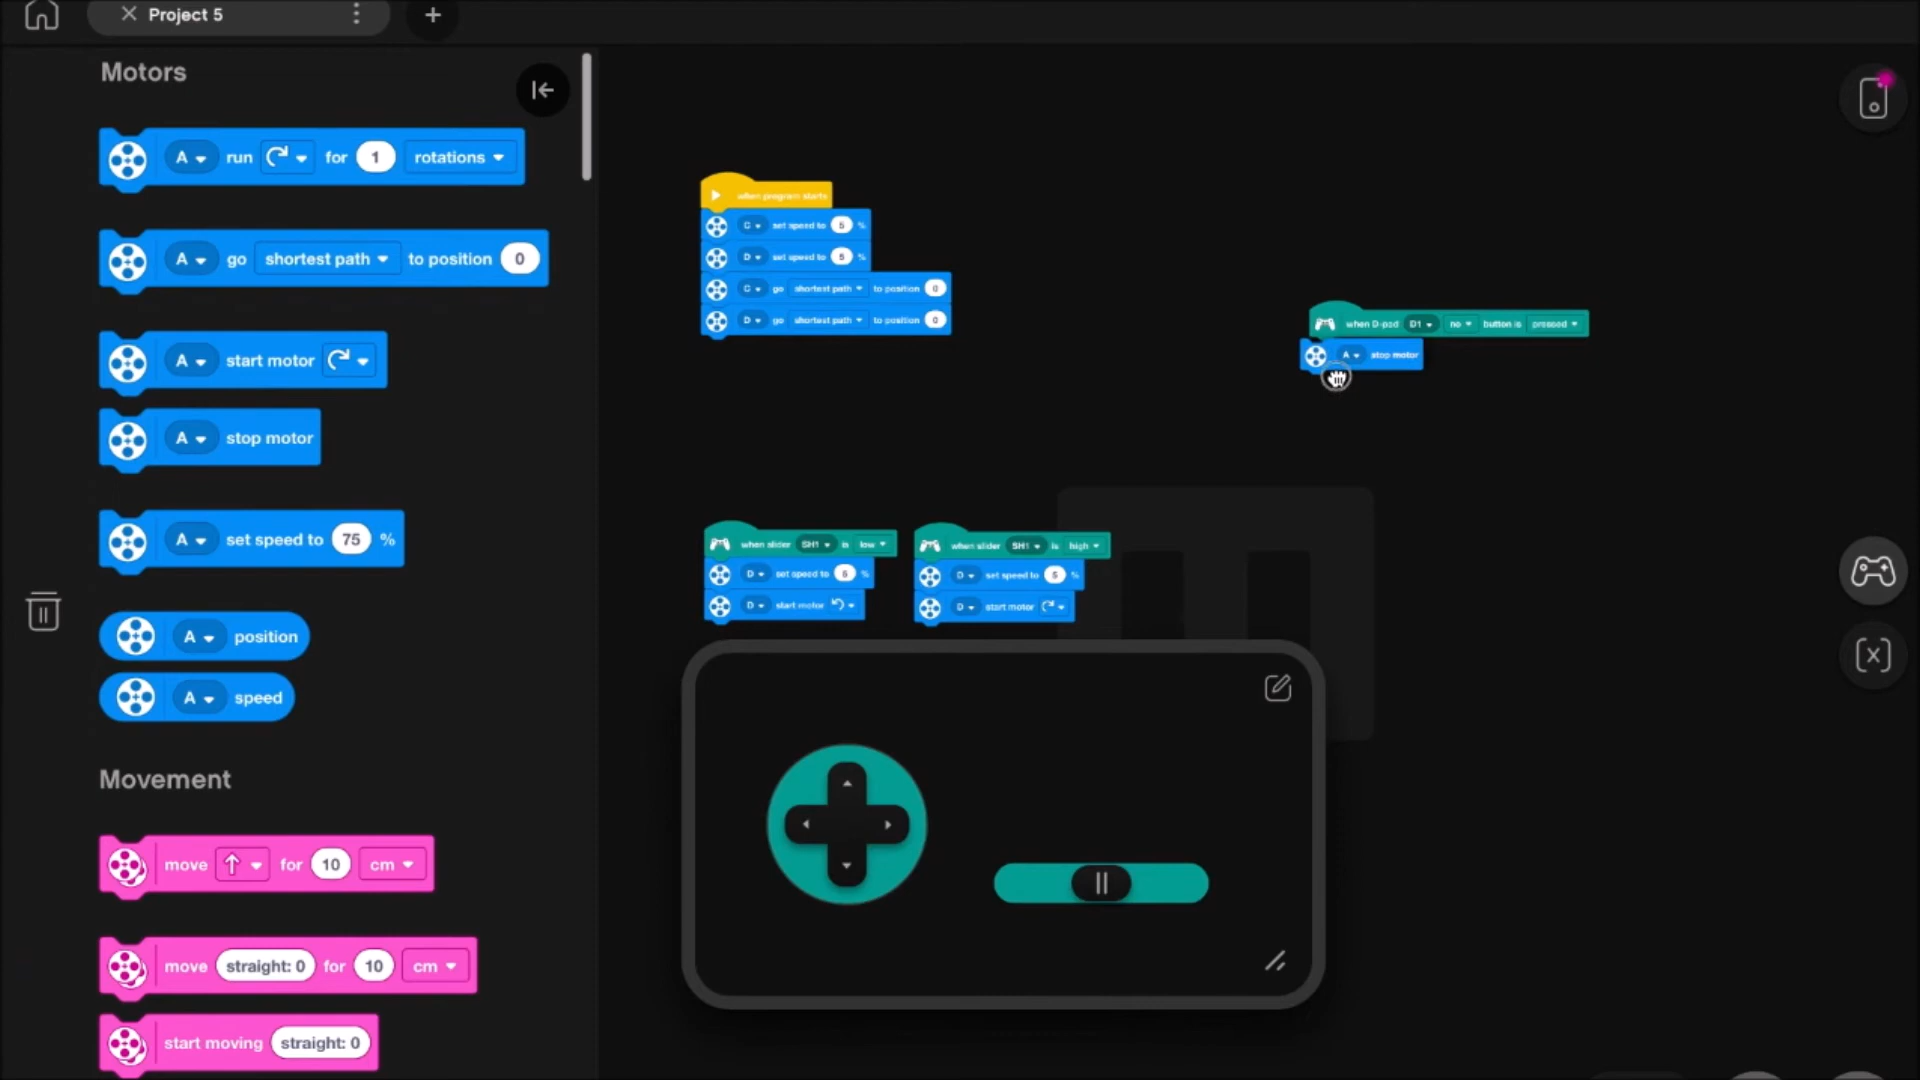 Project 5
Motors
A run for 1 rotations
A go shortest path to position 0
A start motor
A stop motor
A set speed to 75 %
A position
A speed
Movement
move for 10 cm
move straight: 0 for 10 cm
start moving straight: 0
when program starts
C set speed to 5 %
D set speed to 5 %
C go shortest path to position 0
D go shortest path to position 0
when D-pad D1 no button is pressed
A stop motor
when slider SH1 is low
D set speed to 5 %
D start motor
when slider SH1 is high
D set speed to 5 %
D start motor